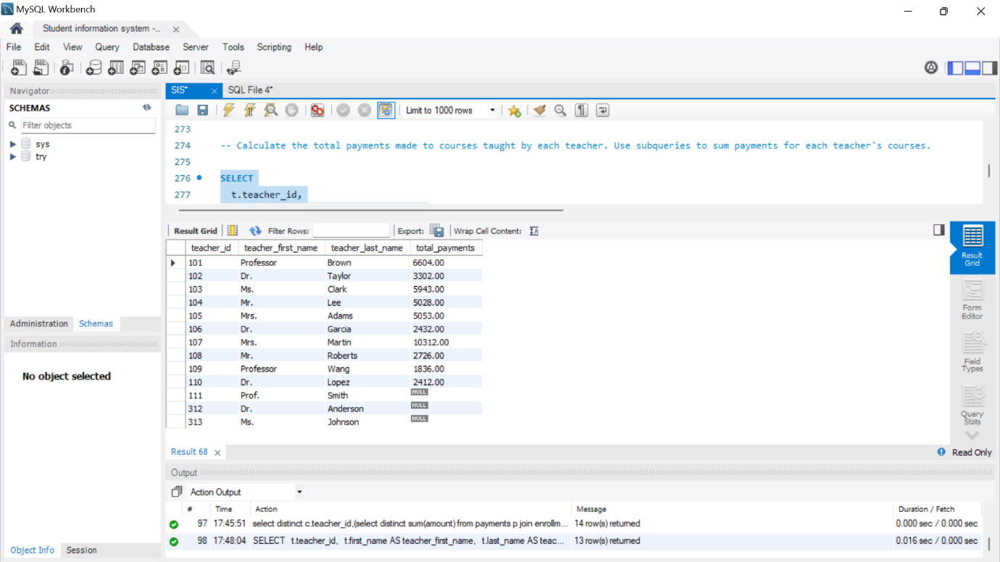 MySQL Workbench
Student information system -...
File Edit View Query Database Server Tools Scripting Help
Navigator
SCHEMAS
Filter objects
sys
try
Administration Schemas
Information
No object selected
Object Info Session
SIS* SQL File 4*
Limit to 1000 rows
273
274 -- Calculate the total payments made to courses taught by each teacher. Use subqueries to sum payments for each teacher's courses.
275
276 SELECT
277 t.teacher_id,
Result Grid Filter Rows: Export: Wrap Cell Content:
teacher_id teacher_first_name teacher_last_name total_payments
101 Professor Brown 6604.00
102 Dr. Taylor 3302.00
103 Ms. Clark 5943.00
104 Mr. Lee 5028.00
105 Mrs. Adams 5053.00
106 Dr. Garcia 2432.00
107 Mrs. Martin 10312.00
108 Mr. Roberts 2726.00
109 Professor Wang 1836.00
110 Dr. Lopez 2412.00
111 Prof. Smith NULL
312 Dr. Anderson NULL
313 Ms. Johnson NULL
Result
Grid
Form
Editor
Field
Types
Query
Stats
Result 68
Read Only
Output
Action Output
# Time Action Message Duration / Fetch
97 17:45:51 select distinct c.teacher_id,(select distinct sum(amount) from payments p join enrollm... 14 row(s) returned 0.000 sec / 0.000 sec
98 17:48:04 SELECT t.teacher_id, t.first_name AS teacher_first_name, t.last_name AS teac... 13 row(s) returned 0.016 sec / 0.000 sec